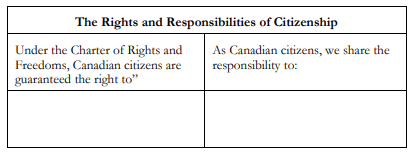 The Rights and Responsibilities of Citizenship
Under the Charter of Rights and
Freedoms, Canadian citizens are
guaranteed the right to”
As Canadian citizens, we share the
responsibility to: